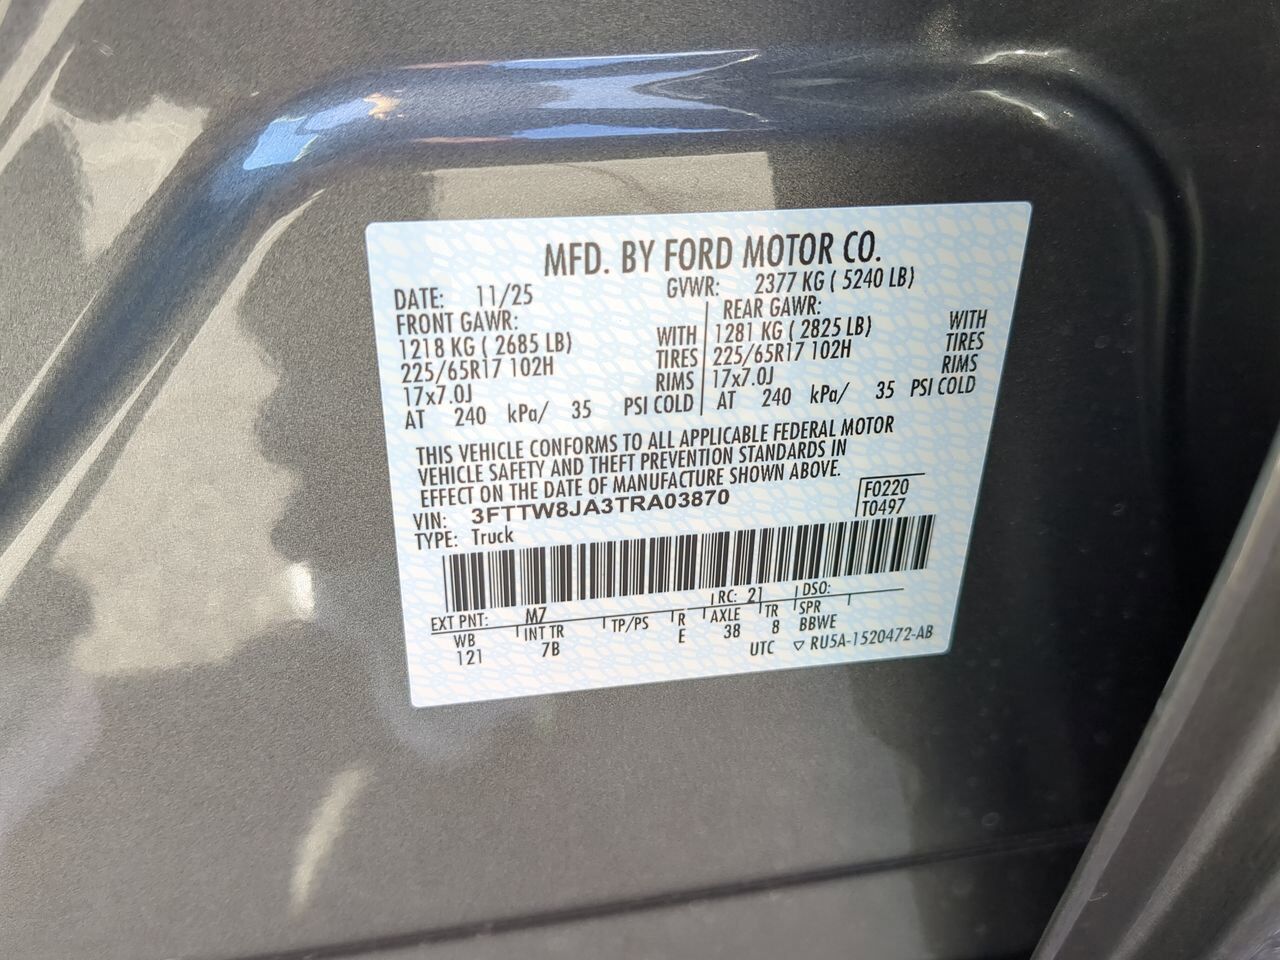 MFD. BY FORD MOTOR CO.
DATE: 11/25 GVWR: 2377 KG ( 5240 LB)
FRONT GAWR: REAR GAWR:
1218 KG ( 2685 LB) WITH 1281 KG ( 2825 LB) WITH
225/65R17 102H TIRES 225/65R17 102H TIRES
17x7.0J RIMS 17x7.0J RIMS
AT 240 kPa/ 35 PSI COLD AT 240 kPa/ 35 PSI COLD
THIS VEHICLE CONFORMS TO ALL APPLICABLE FEDERAL MOTOR
VEHICLE SAFETY AND THEFT PREVENTION STANDARDS IN
EFFECT ON THE DATE OF MANUFACTURE SHOWN ABOVE.
VIN: 3FTTW8JA3TRA03870 F0220
TYPE: Truck T0497
EXT PNT: M7 RC: 21 DSO:
WB INT TR TP/PS R AXLE TR SPR
121 7B E 38 8 BBWE
UTC ▽ RU5A-1520472-AB